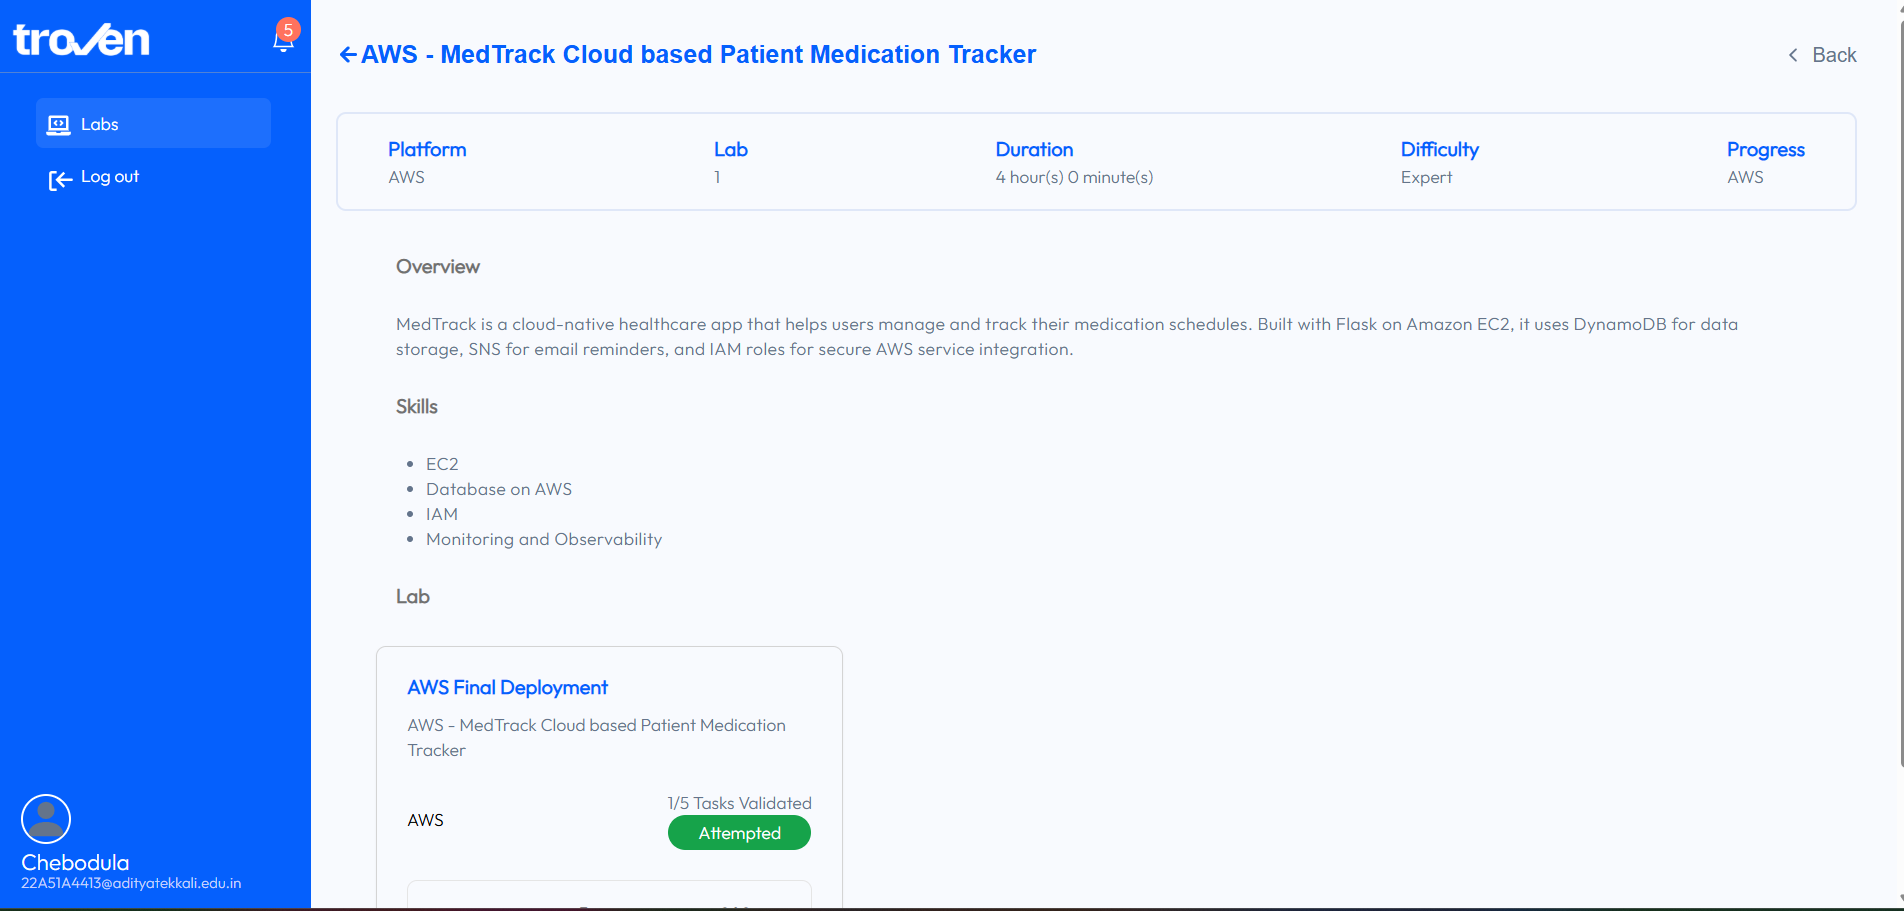 troven
5
Labs
Log out
Chebodula
22A51A4413@adityatekkali.edu.in
AWS - MedTrack Cloud based Patient Medication Tracker
Back
Platform
AWS
Lab
1
Duration
4 hour(s) 0 minute(s)
Difficulty
Expert
Progress
AWS
Overview
MedTrack is a cloud-native healthcare app that helps users manage and track their medication schedules. Built with Flask on Amazon EC2, it uses DynamoDB for data
storage, SNS for email reminders, and IAM roles for secure AWS service integration.
Skills
EC2
Database on AWS
IAM
Monitoring and Observability
Lab
AWS Final Deployment
AWS - MedTrack Cloud based Patient Medication
Tracker
AWS
1/5 Tasks Validated
Attempted